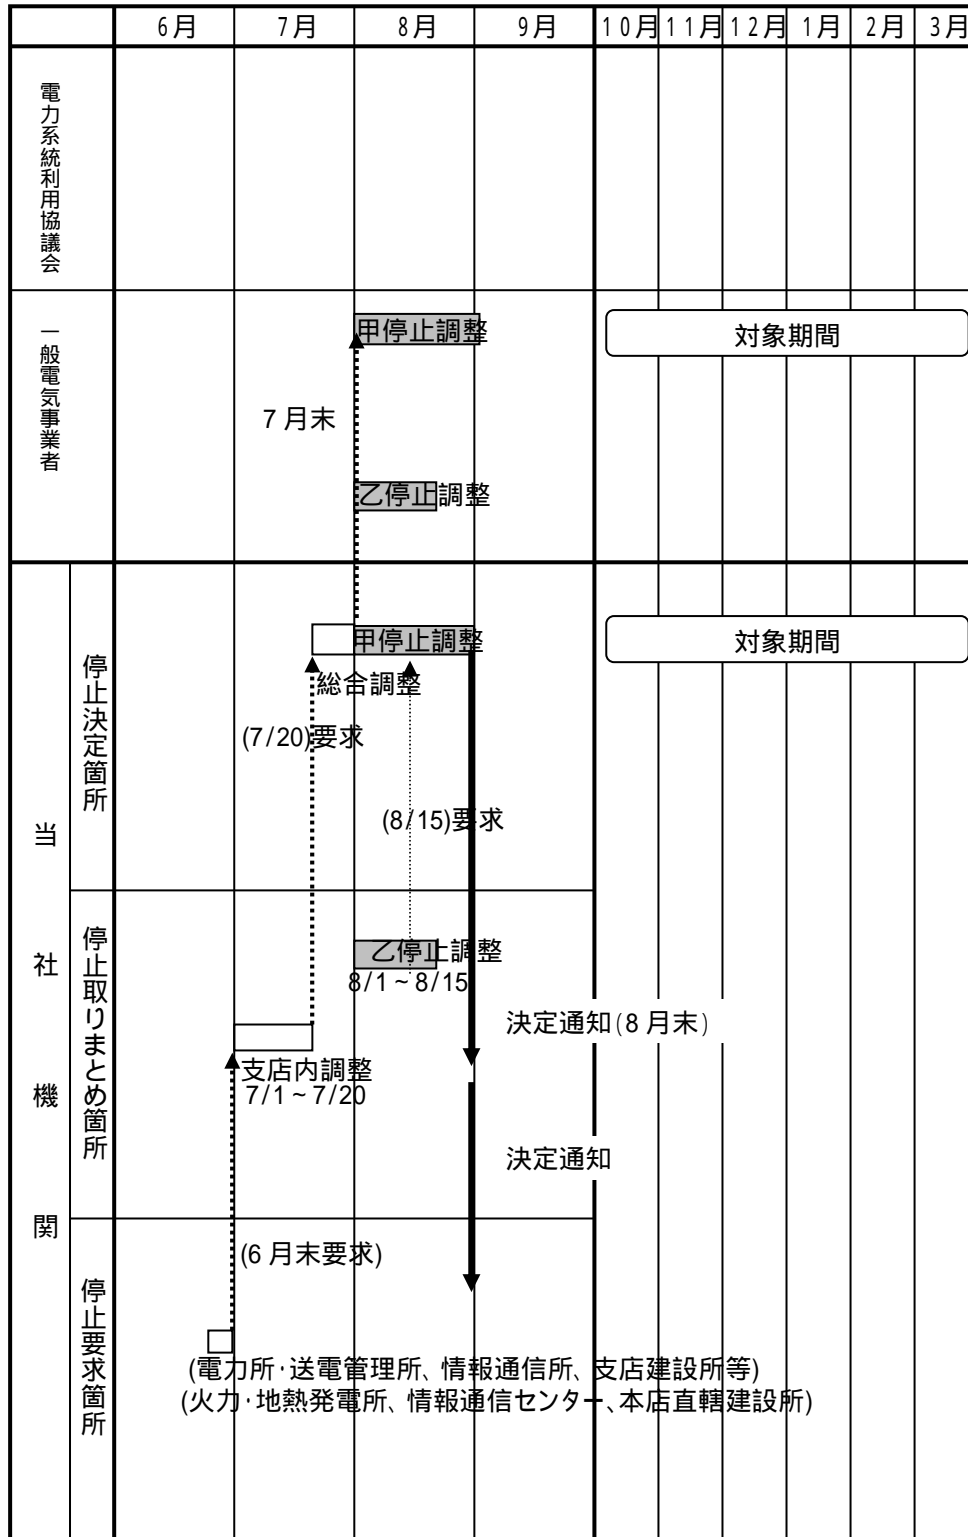 6月 7月 8月 9月 10月 11月 12月 1月 2月 3月
電力系統利用協議会
一般電気事業者
甲停止調整
対象期間
7月末
乙停止調整
当社機関
停止決定箇所
甲停止調整
対象期間
総合調整
(7/20)要求
(8/15)要求
停止取りまとめ箇所
乙停止調整
8/1~8/15
決定通知(8月末)
支店内調整
7/1~7/20
決定通知
停止要求箇所
(6月末要求)
(電力所・送電管理所、情報通信所、支店建設所等)
(火力・地熱発電所、情報通信センター、本店直轄建設所)